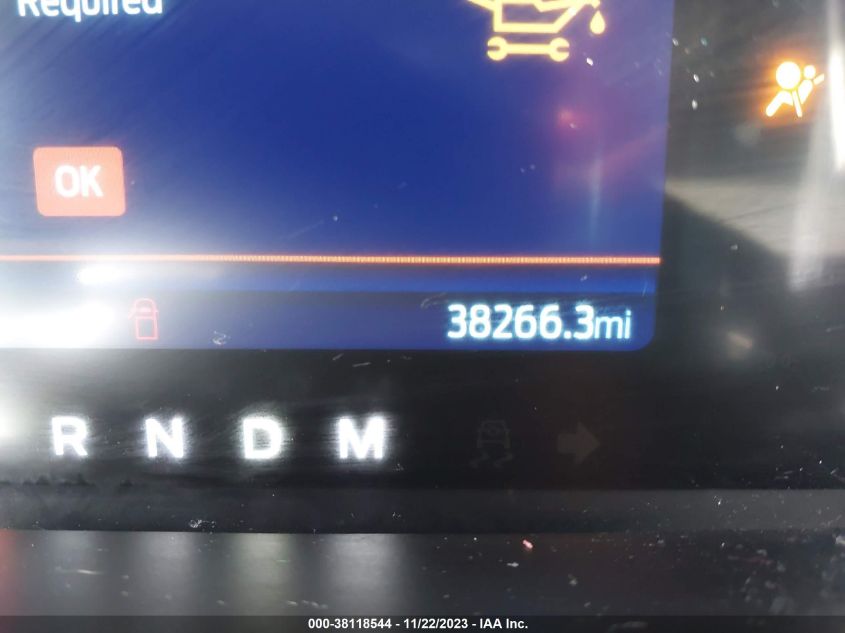 Required
OK
38266.3mi
R N D M
000-38118544 - 11/22/2023 - IAA Inc.